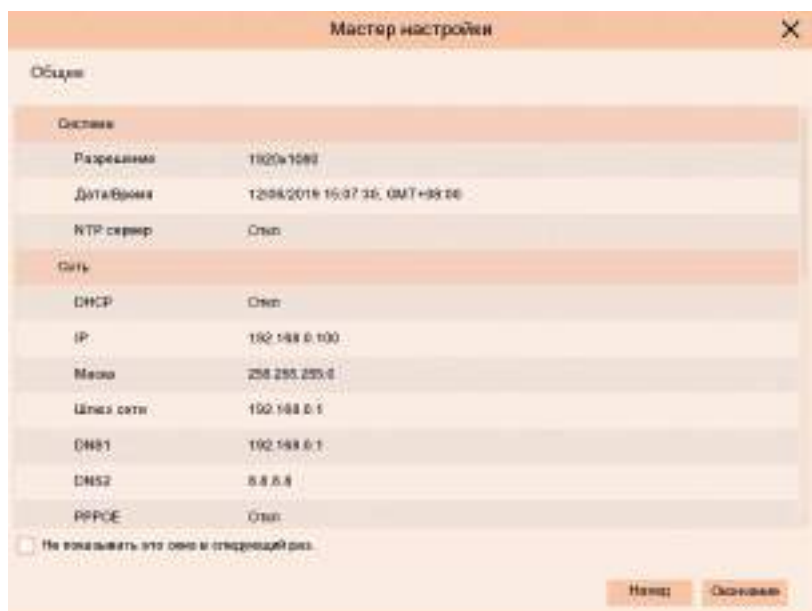 Мастер настройки
Общие
Система
Разрешение 1920x1080
Дата/Время 12/06/2019 15:07:30, GMT+08:00
NTP сервер Откл
Сеть
DHCP Откл
IP 192.168.0.100
Маска 255.255.255.0
Шлюз сети 192.168.0.1
DNS1 192.168.0.1
DNS2 8.8.8.8
PPPOE Откл
Не показывать это окно в следующий раз.
Назад Окончание